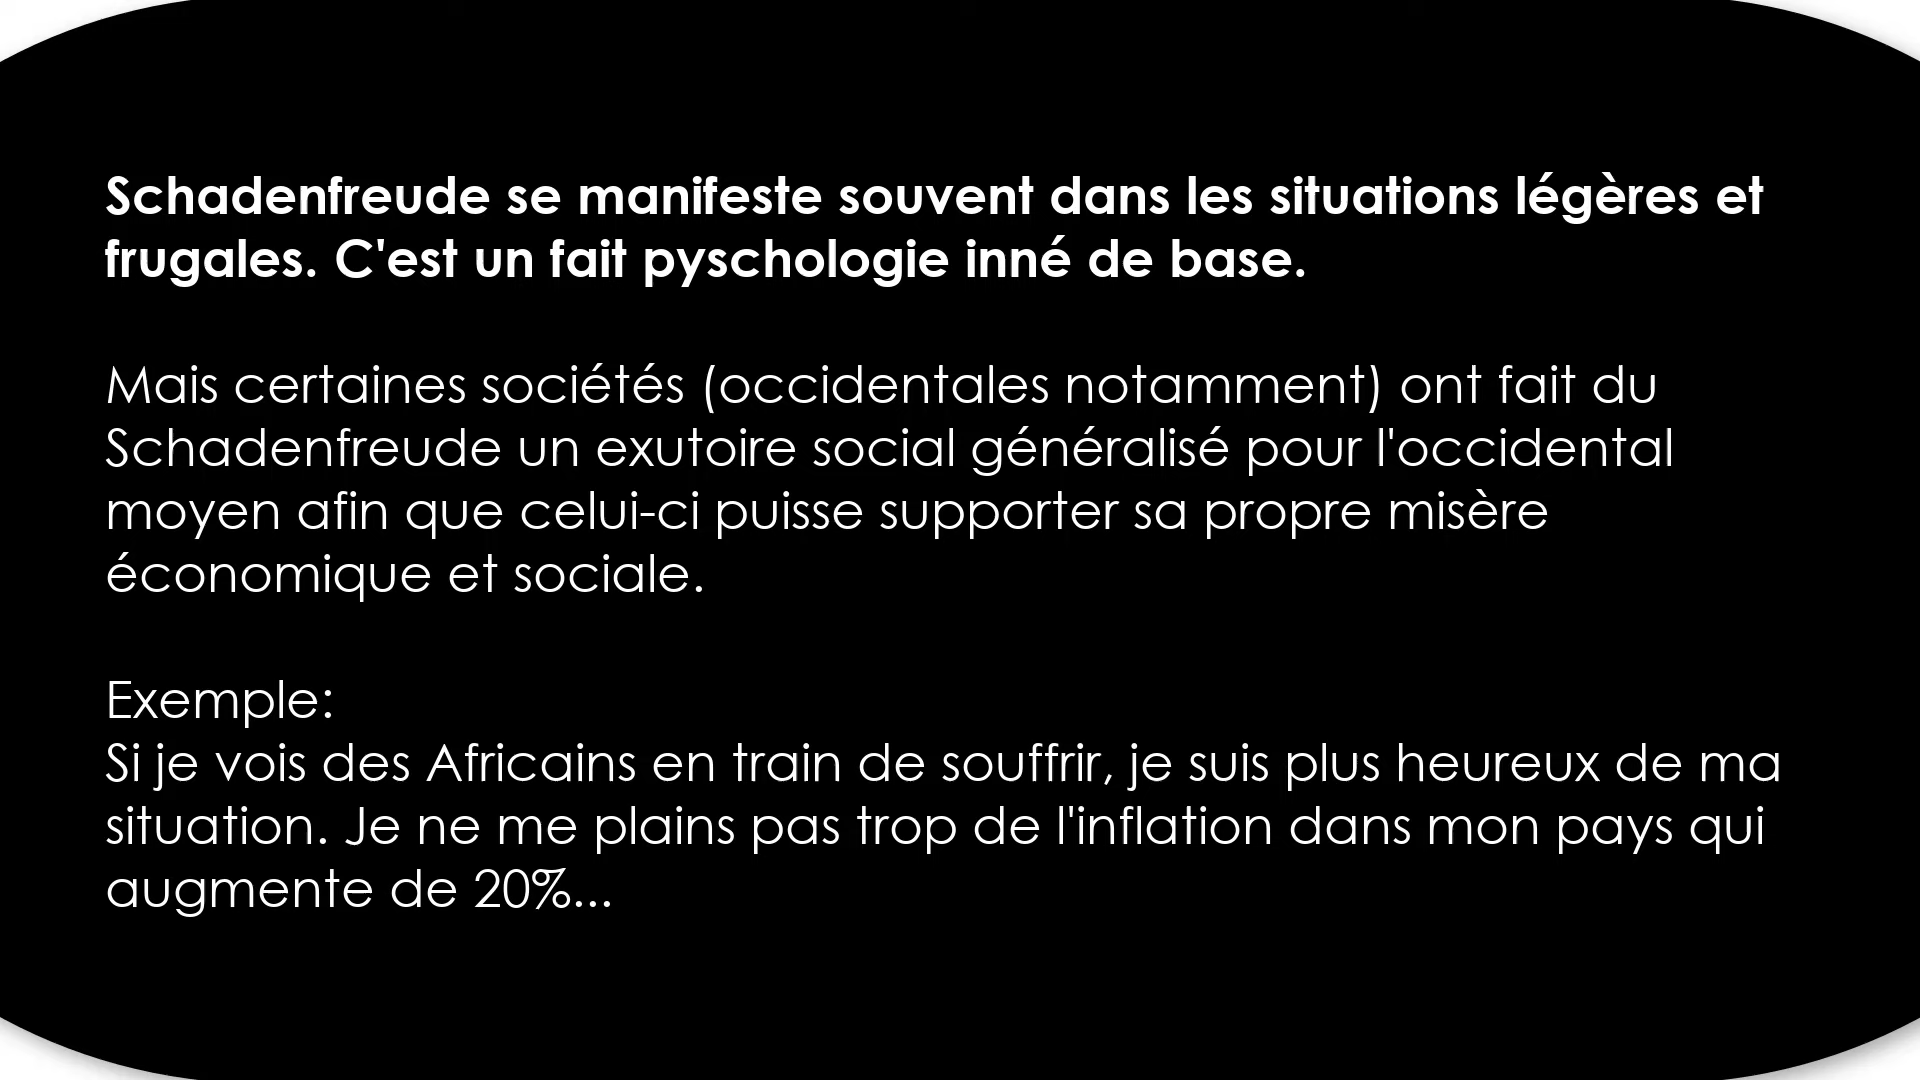 Schadenfreude se manifeste souvent dans les situations légères et
frugales. C'est un fait pyschologie inné de base.
Mais certaines sociétés (occidentales notamment) ont fait du
Schadenfreude un exutoire social généralisé pour l'occidental
moyen afin que celui-ci puisse supporter sa propre misère
économique et sociale.
Exemple:
Si je vois des Africains en train de souffrir, je suis plus heureux de ma
situation. Je ne me plains pas trop de l'inflation dans mon pays qui
augmente de 20%...